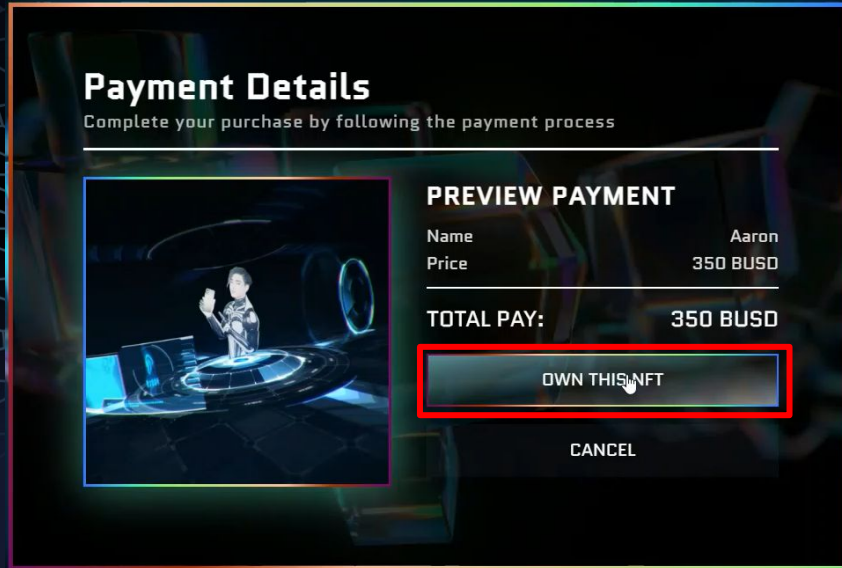 Payment Details
Complete your purchase by following the payment process
PREVIEW PAYMENT
Name Aaron
Price 350 BUSD
TOTAL PAY: 350 BUSD
OWN THIS NFT
CANCEL